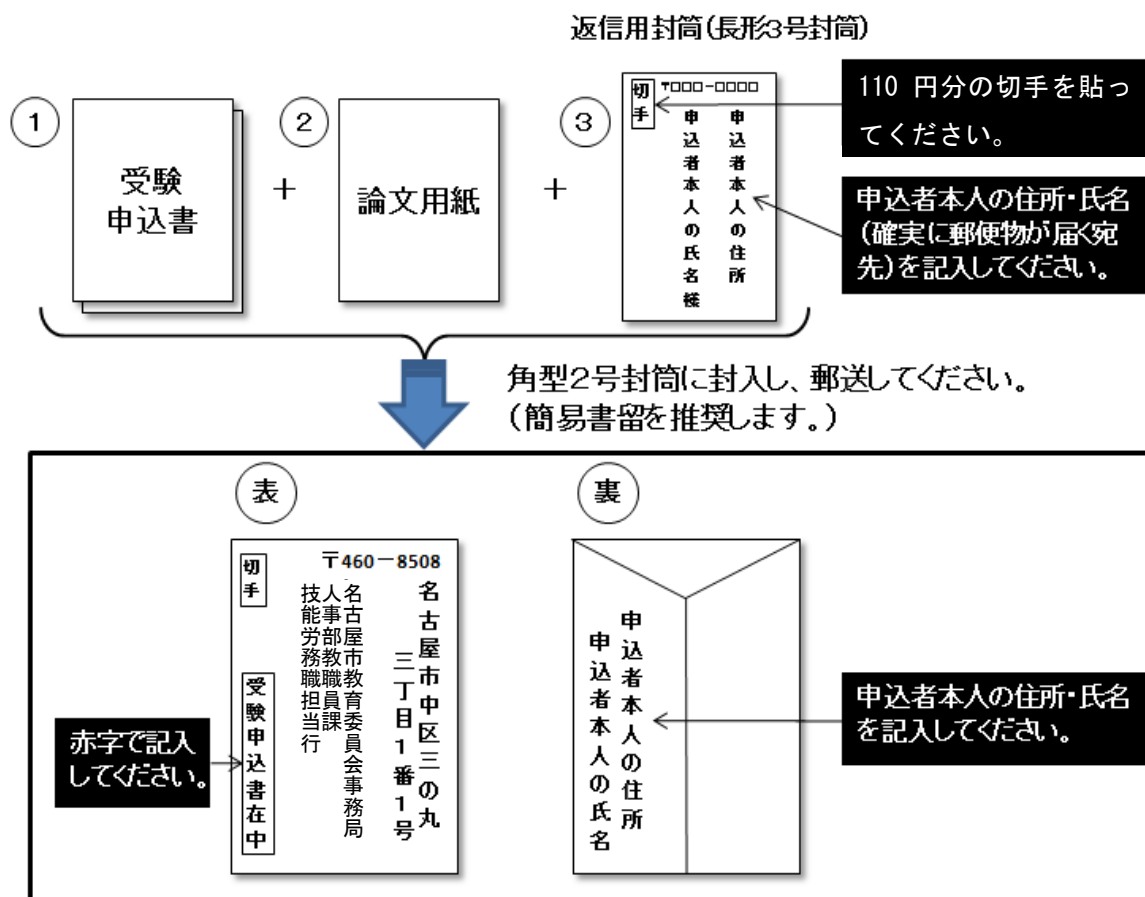 返信用封筒(長形3号封筒)
①
受験
申込書
+
②
論文用紙
+
③
切手
〒□□□-□□□□
申込者本人の住所
申込者本人の氏名様
110 円分の切手を貼っ
てください。
申込者本人の住所・氏名
(確実に郵便物が届く宛
先)を記入してください。
角型2号封筒に封入し、郵送してください。
(簡易書留を推奨します。)
表
切手
〒460-8508
名古屋市中区三の丸
三丁目1番1号
名古屋市教育委員会事務局
人事部教職員課
技能労務職担当行
受験申込書在中
赤字で記入
してください。
裏
申込者本人の住所
申込者本人の氏名
申込者本人の住所・氏名
を記入してください。